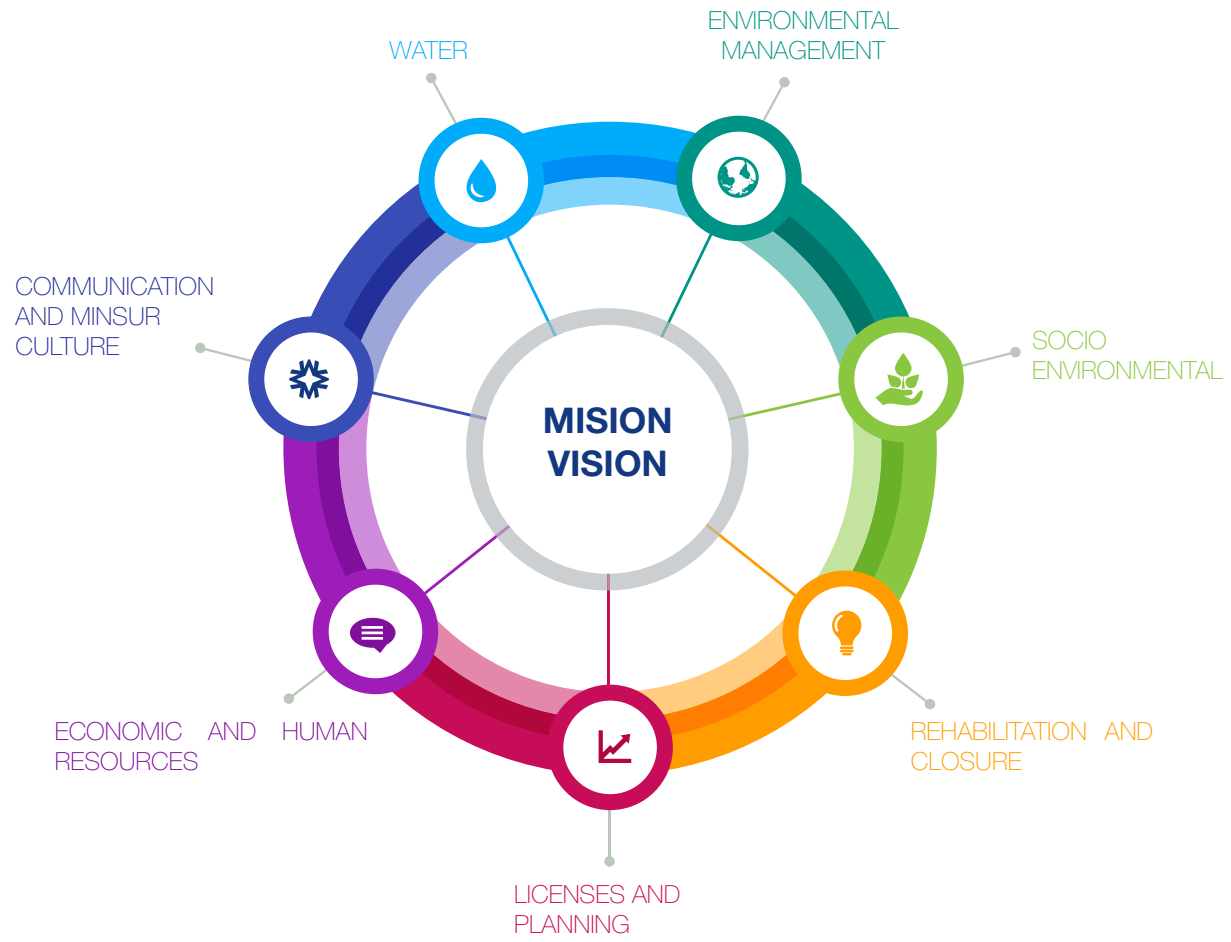 ENVIRONMENTAL
MANAGEMENT
WATER
COMMUNICATION
AND MINSUR
CULTURE
SOCIO
ENVIRONMENTAL
MISION
VISION
ECONOMIC AND HUMAN
RESOURCES
REHABILITATION AND
CLOSURE
LICENSES AND
PLANNING